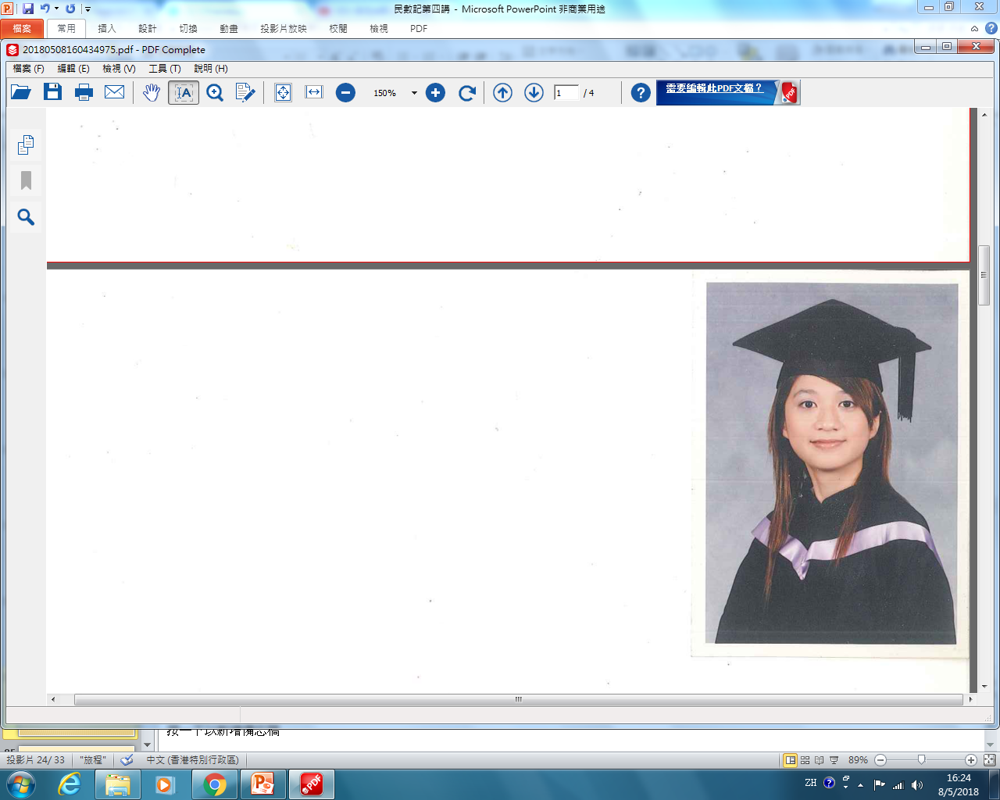 民數記第四講 - Microsoft PowerPoint 非商業用途
檔案 常用 插入 設計 切換 動畫 投影片放映 校閱 檢視 PDF
20180508160434975.pdf - PDF Complete
檔案 (F) 編輯 (E) 檢視 (V) 工具 (T) 說明 (H)
150% 1 / 4 需要編輯此PDF文檔？
按一下以新增備忘稿
投影片 24/ 33 "旅程" 中文 (香港特別行政區) 89%
ZH 16:24
8/5/2018